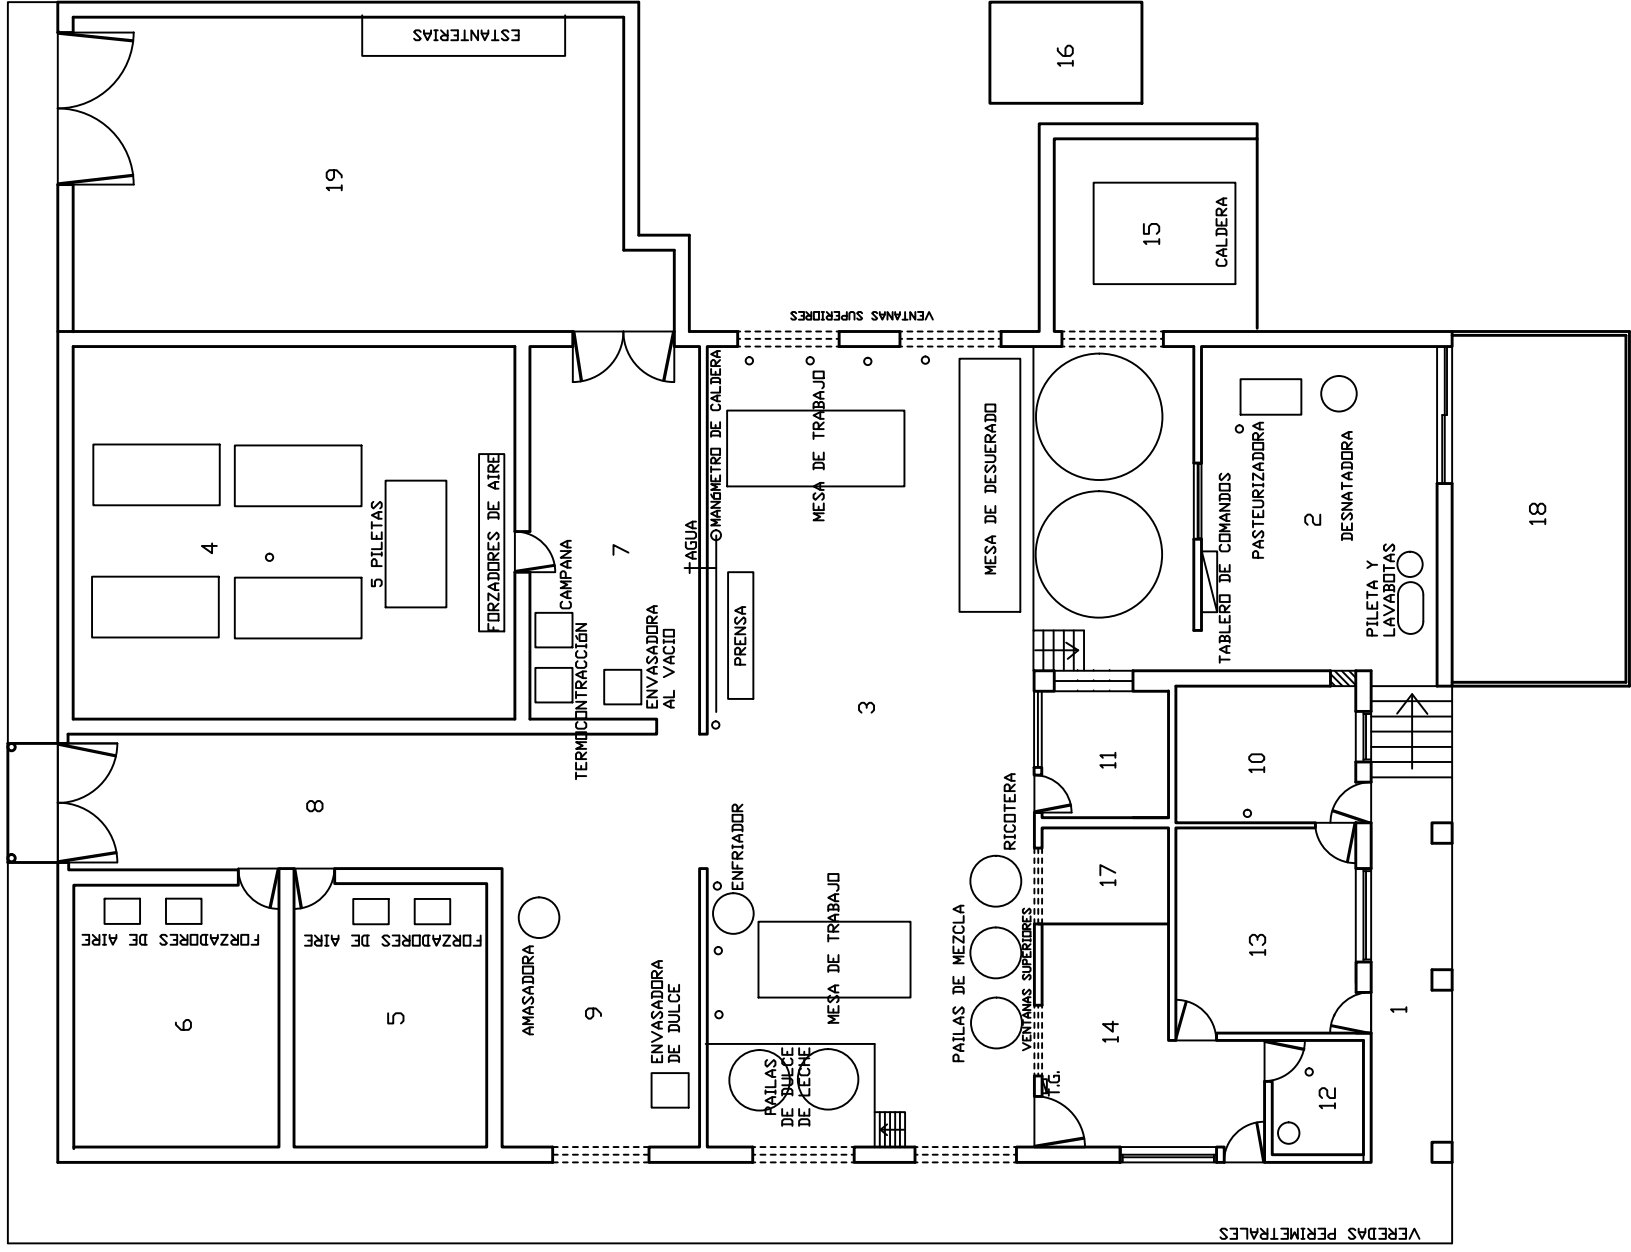 ESTANTERIAS
16
19
15
CALDERA
VENTANAS SUPERIORES
4
5 PILETAS
FORZADORES DE AIRE
CAMPANA
TERMOCONTRACCIóN
7
ENVASADORA
AL VACIO
AGUA
MANóMETRO DE CALDERA
PRENSA
MESA DE TRABAJO
MESA DE DESUERADO
3
TABLERO DE COMANDOS
PASTEURIZADORA
2
DESNATADORA
PILETA Y
LAVABOTAS
18
8
11
10
17
13
RICOTERA
ENFRIADOR
MESA DE TRABAJO
PAILAS DE MEZCLA
VENTANAS SUPERIORES
FORZADORES DE AIRE
FORZADORES DE AIRE
6
5
AMASADORA
9
ENVASADORA
DE DULCE
PAILAS
DE DULCE
DE LECHE
14
T.G.
12
1
VEREDAS PERIMETRALES